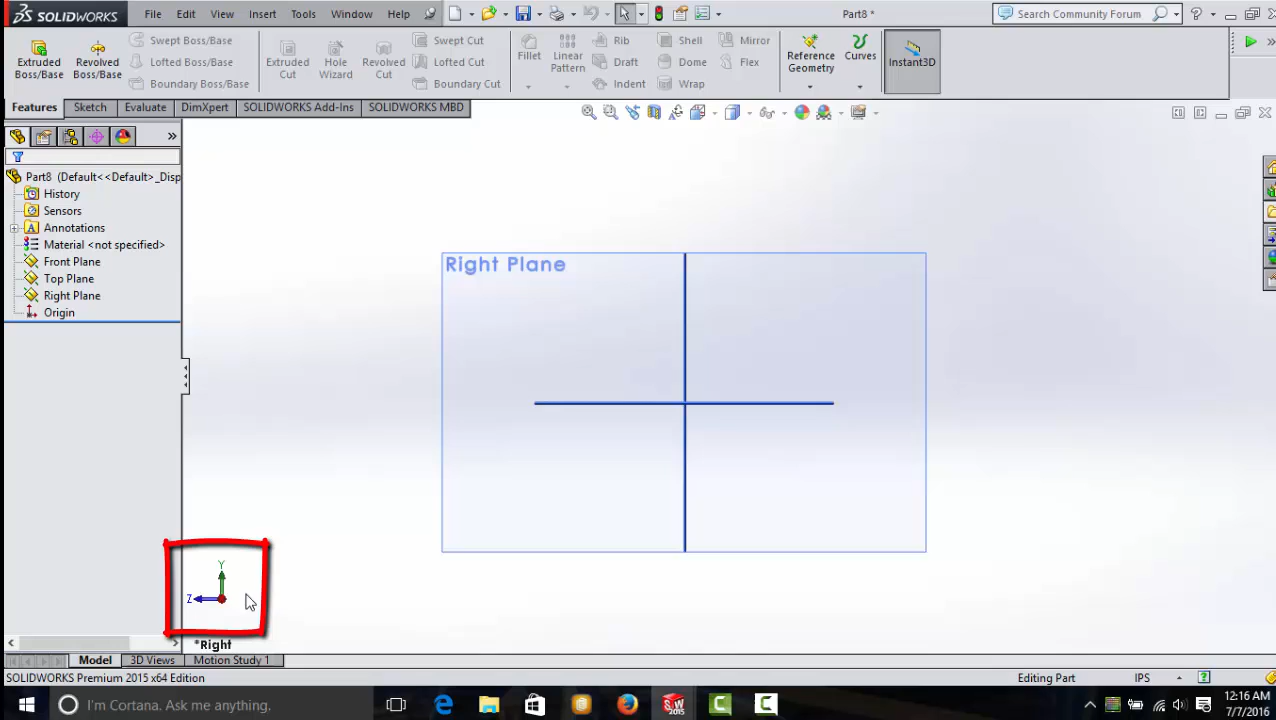 SOLIDWORKS File Edit View Insert Tools Window Help Part8 * Search Community Forum ?
Extruded Boss/Base
Revolved Boss/Base
Swept Boss/Base
Lofted Boss/Base
Boundary Boss/Base
Extruded Cut
Hole Wizard
Revolved Cut
Swept Cut
Lofted Cut
Boundary Cut
Fillet
Linear Pattern
Rib
Draft
Indent
Shell
Dome
Wrap
Mirror
Flex
Reference Geometry
Curves
Instant3D
Features Sketch Evaluate DimXpert SOLIDWORKS Add-Ins SOLIDWORKS MBD
Part8 (Default<<Default>_Disp
History
Sensors
A Annotations
Material <not specified>
Front Plane
Top Plane
Right Plane
Origin
Right Plane
Y
Z
*Right
Model 3D Views Motion Study 1
SOLIDWORKS Premium 2015 x64 Edition Editing Part IPS ?
I'm Cortana. Ask me anything.
SW 2015
12:16 AM
7/7/2016